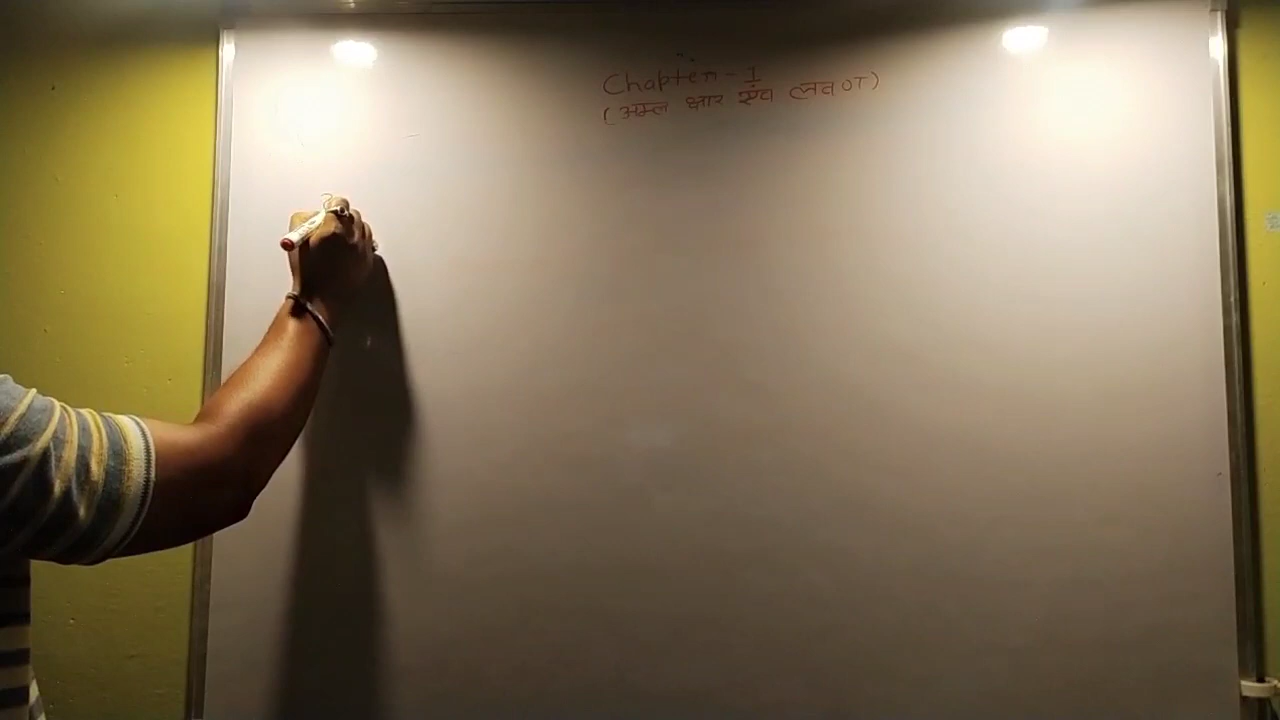 Chapter - 1
(अम्ल क्षार एंव लवण)